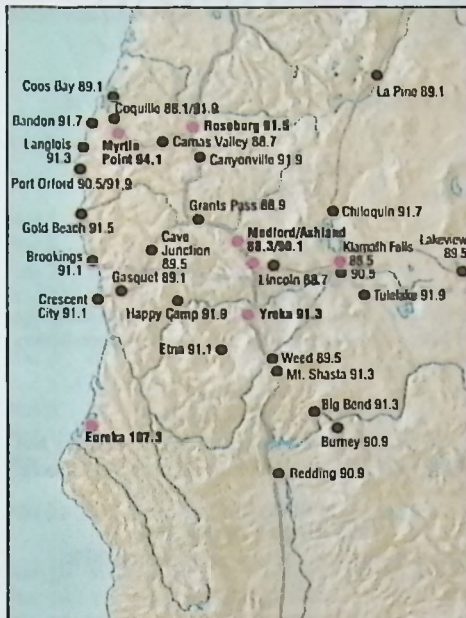 Coos Bay 89.1
La Pine 89.1
Coquille 88.1/91.9
Bandon 91.7
Roseburg 91.5
Langlois
91.3
Myrtle
Point 94.1
Camas Valley 88.7
Canyonville 91.9
Port Orford 90.5/91.9
Grants Pass 88.9
Chiloquin 91.7
Gold Beach 91.5
Medford/Ashland
88.3/90.1
Cave
Junction
89.5
Klamath Falls
88.5
90.9
Lakeview
89.5
Brookings
91.1
Gasquet 89.1
Lincoln 88.7
Tulelake 91.9
Crescent
City 91.1
Happy Camp 91.9
Yreka 91.3
Etna 91.1
Weed 89.5
Mt. Shasta 91.3
Big Bend 91.3
Eureka 107.3
Burney 90.9
Redding 90.9